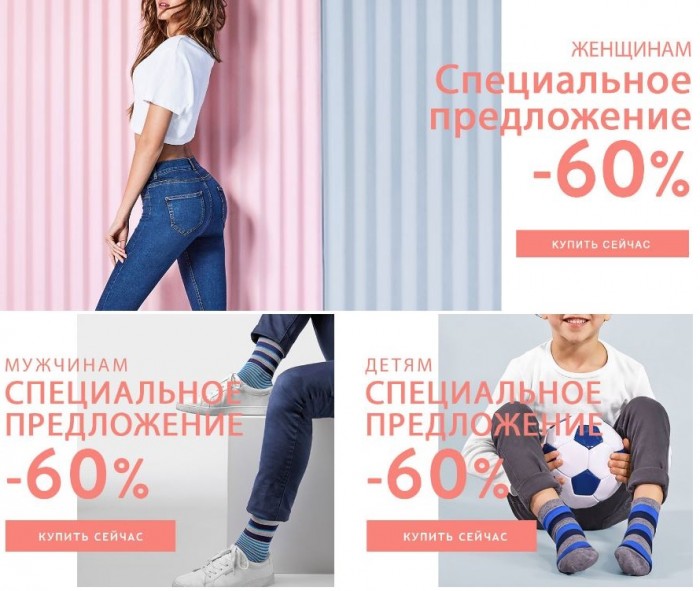 ЖЕНЩИНАМ
Специальное
предложение
-60%
КУПИТЬ СЕЙЧАС
МУЖЧИНАМ
СПЕЦИАЛЬНОЕ
ПРЕДЛОЖЕНИЕ
-60%
КУПИТЬ СЕЙЧАС
ДЕТЯМ
СПЕЦИАЛЬНОЕ
ПРЕДЛОЖЕНИЕ
-60%
КУПИТЬ СЕЙЧАС